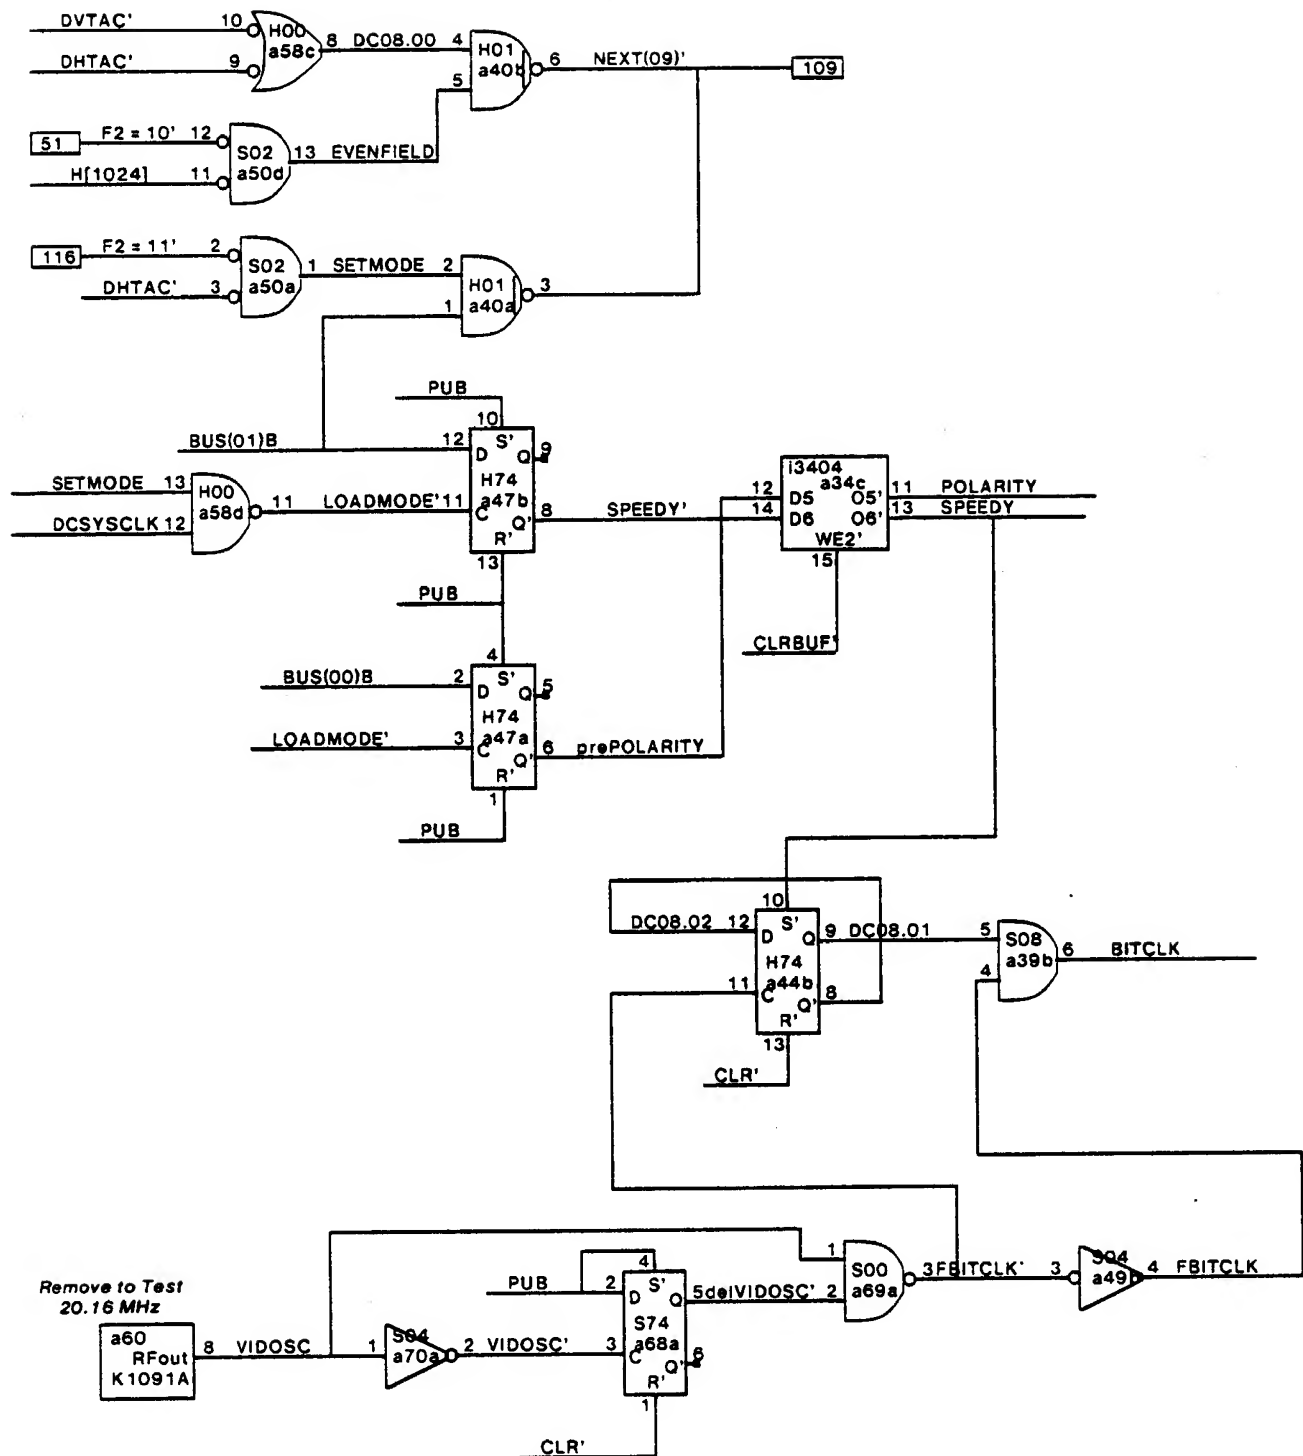 DVTAC' 10 H00 a58c 8 DC08.00 4 H01 a40b 6 NEXT(09)' 109
DHTAC' 9 5
51 F2 = 10' 12 S02 a50d 13 EVENFIELD
H[1024] 11
116 F2 = 11' 2 S02 a50a 1 SETMODE 2 H01 a40a 3
DHTAC' 3 1
PUB
10
BUS(01)B 12 D S' Q 9
H74
a47b
SETMODE 13 H00 a58d 11 LOADMODE' 11 C Q' 8 SPEEDY'
DCSYSCLK 12
R'
13
i3404
a34c
12 D5 O5' 11 POLARITY
14 D6 O6' 13 SPEEDY
WE2'
15
CLRBUF'
PUB
4
BUS(00)B 2 D S' Q 5
H74
a47a
LOADMODE' 3 C Q' 6 prePOLARITY
R'
1
PUB
10
DC08.02 12 D S' Q 9 DC08.01 5 S08 a39b 6 BITCLK
H74
a44b
11 C Q' 8 4
R'
13
CLR'
Remove to Test
20.16 MHz
a60
RFout
K1091A
8 VIDOSC 1 S04 a70a 2 VIDOSC' 3 C
PUB 2 D 4 S' Q 5 delVIDOSC' 2
S74
a68a
Q' 6
R'
1
CLR'
1 S00 a69a 3 FBITCLK' 3 S04 a49 4 FBITCLK